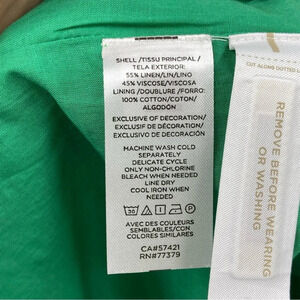 SHELL /TISSU PRINCIPAL /
TELA EXTERIOR:
55% LINEN/LIN/LINO
45% VISCOSE/VISCOSA
LINING /DOUBLURE /FORRO:
100% COTTON/COTON/
ALGODÓN
EXCLUSIVE OF DECORATION/
EXCLUSIF DE DÉCORATION/
EXCLUSIVO DE DECORACIÓN
MACHINE WASH COLD
SEPARATELY
DELICATE CYCLE
ONLY NON-CHLORINE
BLEACH WHEN NEEDED
LINE DRY
COOL IRON WHEN
NEEDED
30
AVEC DES COULEURS
SEMBLABLES/CON
COLORES SIMILARES
CA#57421
RN#77379
CUT ALONG DOTTED
REMOVE BEFORE WEARING
OR WASHING